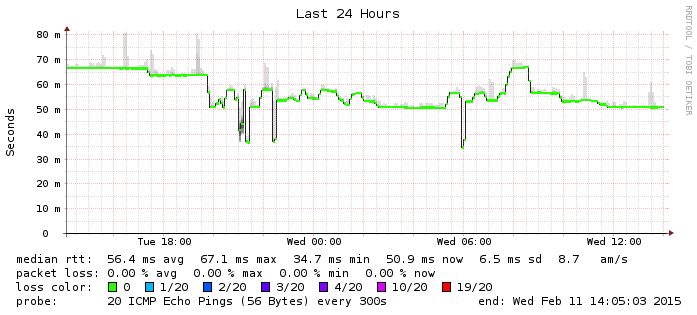 Last 24 Hours
RRDTOOL / TOBI OETIKER
Seconds
80 m
70 m
60 m
50 m
40 m
30 m
20 m
10 m
0
Tue 18:00 Wed 00:00 Wed 06:00 Wed 12:00
median rtt: 56.4 ms avg 67.1 ms max 34.7 ms min 50.9 ms now 6.5 ms sd 8.7 am/s
packet loss: 0.00 % avg 0.00 % max 0.00 % min 0.00 % now
loss color: 0 1/20 2/20 3/20 4/20 10/20 19/20
probe: 20 ICMP Echo Pings (56 Bytes) every 300s end: Wed Feb 11 14:05:03 2015